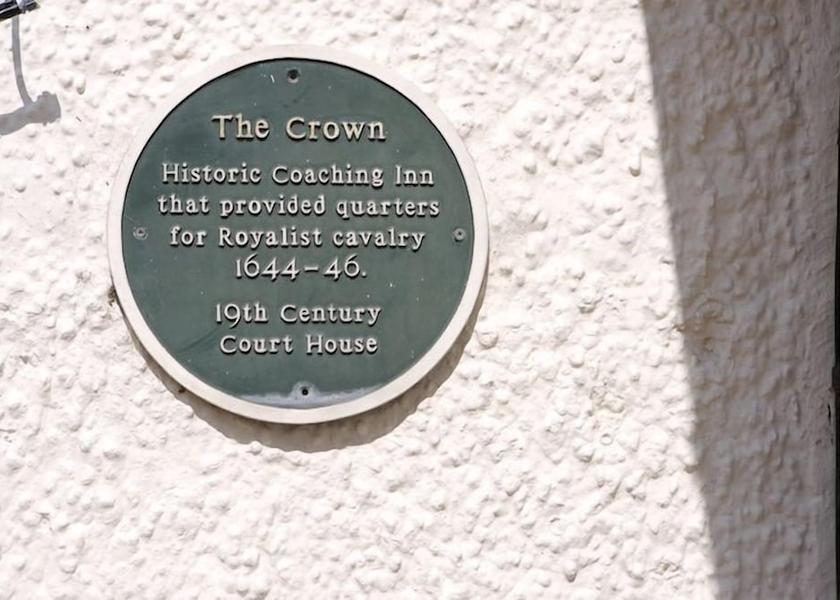 The Crown
Historic Coaching Inn
that provided quarters
for Royalist cavalry
1644-46.
19th Century
Court House